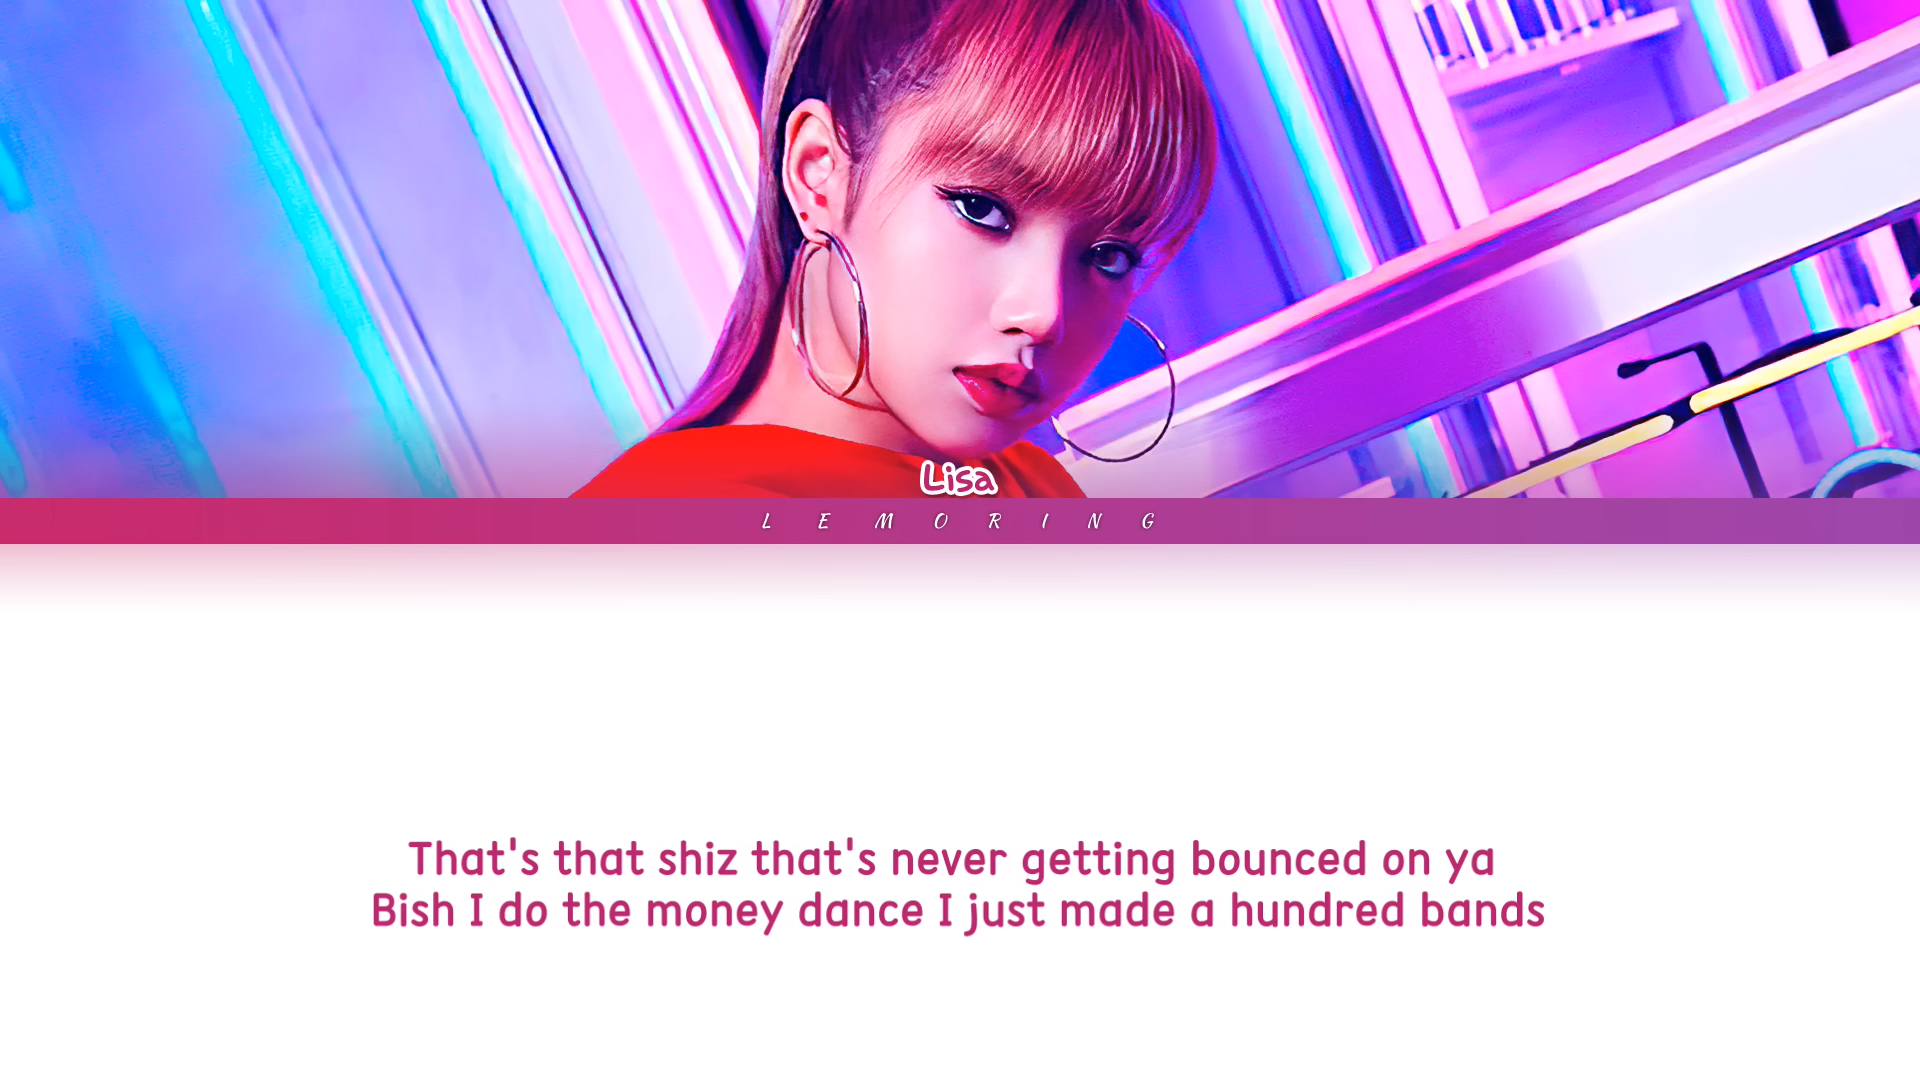 Lisa
LEMORING
That's that shiz that's never getting bounced on ya
Bish I do the money dance I just made a hundred bands